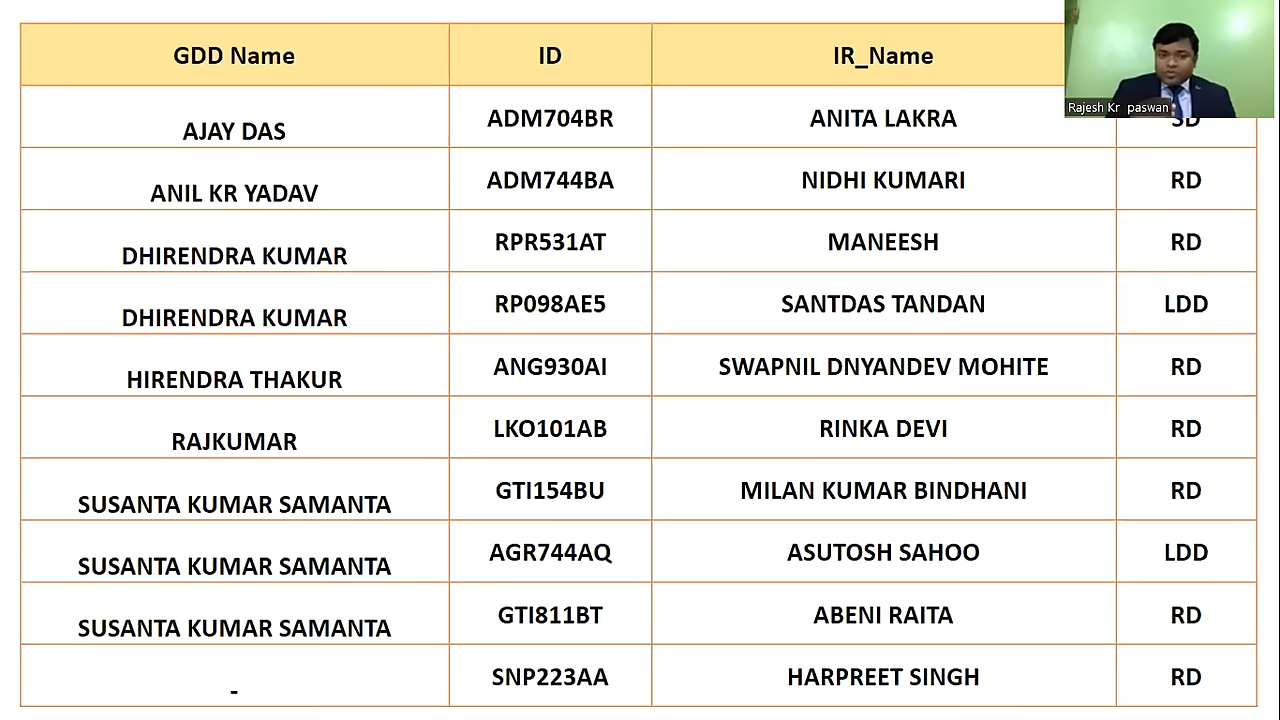 GDD Name ID IR_Name
Rajesh Kr paswan
AJAY DAS ADM704BR ANITA LAKRA SD
ANIL KR YADAV ADM744BA NIDHI KUMARI RD
DHIRENDRA KUMAR RPR531AT MANEESH RD
DHIRENDRA KUMAR RP098AE5 SANTDAS TANDAN LDD
HIRENDRA THAKUR ANG930AI SWAPNIL DNYANDEV MOHITE RD
RAJKUMAR LKO101AB RINKA DEVI RD
SUSANTA KUMAR SAMANTA GTI154BU MILAN KUMAR BINDHANI RD
SUSANTA KUMAR SAMANTA AGR744AQ ASUTOSH SAHOO LDD
SUSANTA KUMAR SAMANTA GTI811BT ABENI RAITA RD
- SNP223AA HARPREET SINGH RD